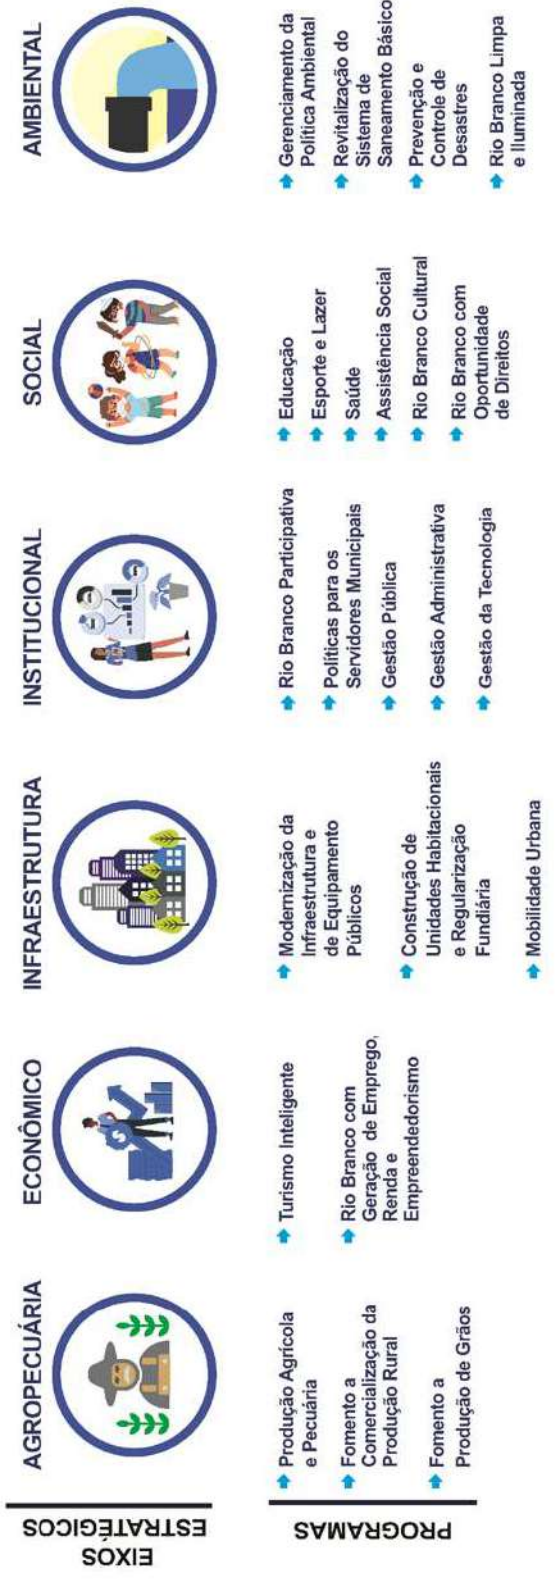 EIXOS
ESTRATÉGICOS
AGROPECUÁRIA
ECONÔMICO
INFRAESTRUTURA
INSTITUCIONAL
SOCIAL
AMBIENTAL
PROGRAMAS
Produção Agrícola
e Pecuária
Fomento a
Comercialização da
Produção Rural
Fomento a
Produção de Grãos
Turismo Inteligente
Rio Branco com
Geração de Emprego,
Renda e
Empreendedorismo
Modernização da
Infraestrutura e
de Equipamento
Públicos
Construção de
Unidades Habitacionais
e Regularização
Fundiária
Mobilidade Urbana
Rio Branco Participativa
Políticas para os
Servidores Municipais
Gestão Pública
Gestão Administrativa
Gestão da Tecnologia
Educação
Esporte e Lazer
Saúde
Assistência Social
Rio Branco Cultural
Rio Branco com
Oportunidade
de Direitos
Gerenciamento da
Política Ambiental
Revitalização do
Sistema de
Saneamento Básico
Prevenção e
Controle de
Desastres
Rio Branco Limpa
e Iluminada